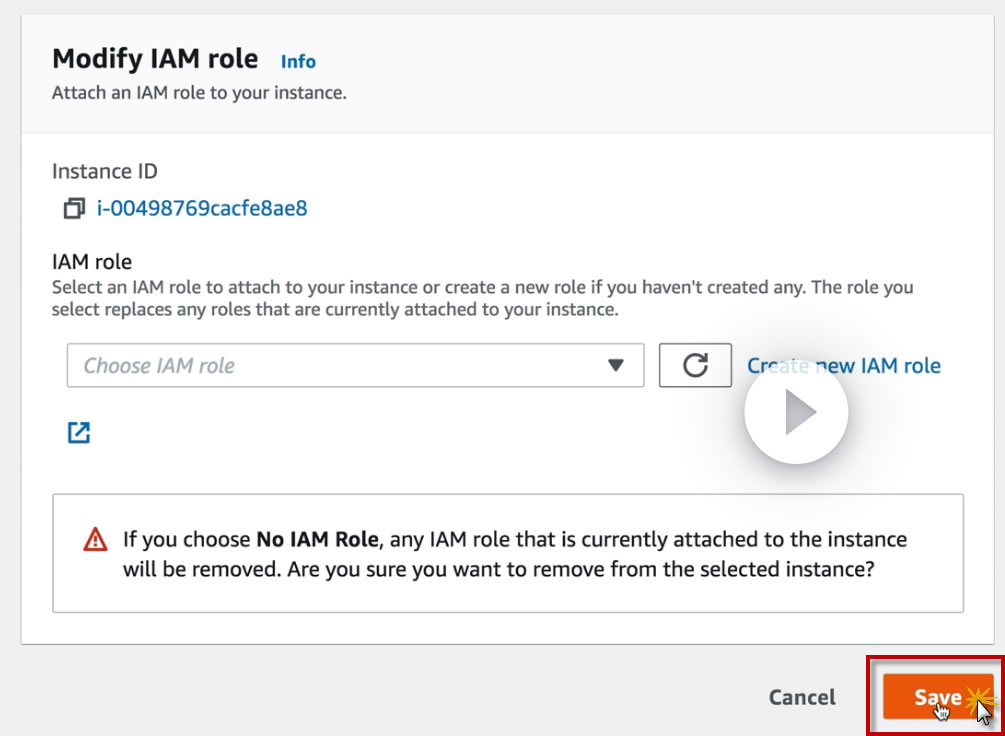 Modify IAM role Info
Attach an IAM role to your instance.
Instance ID
i-00498769cacfe8ae8
IAM role
Select an IAM role to attach to your instance or create a new role if you haven't created any. The role you
select replaces any roles that are currently attached to your instance.
Choose IAM role
Create new IAM role
If you choose No IAM Role, any IAM role that is currently attached to the instance
will be removed. Are you sure you want to remove from the selected instance?
Cancel Save